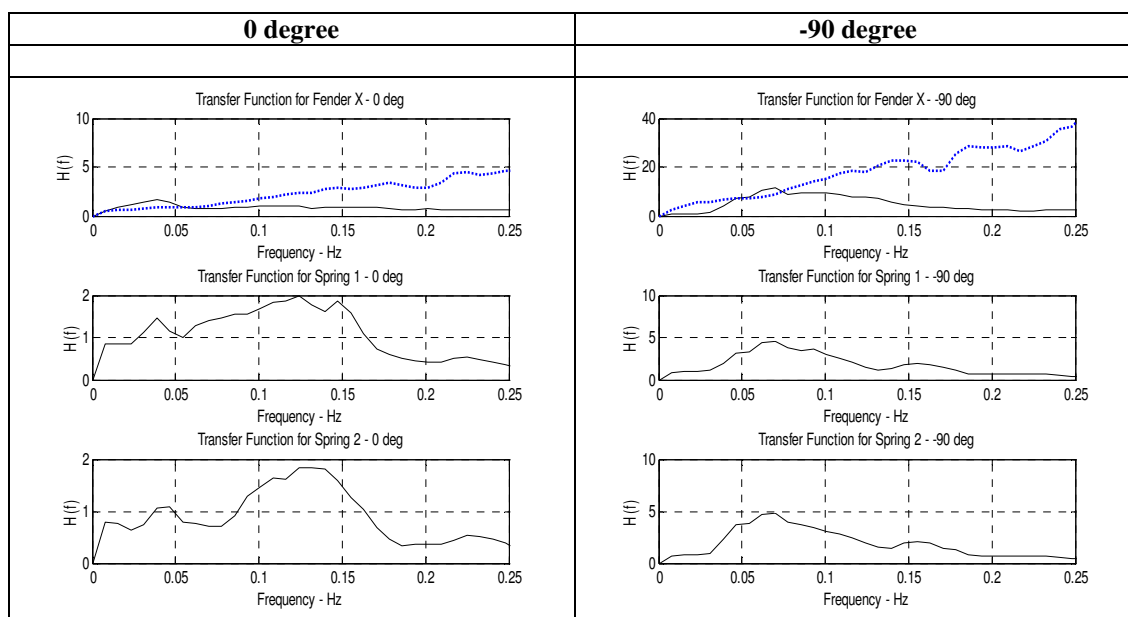 0 degree
-90 degree
Transfer Function for Fender X - 0 deg
10
5
0
H (f)
0 0.05 0.1 0.15 0.2 0.25
Frequency - Hz
Transfer Function for Spring 1 - 0 deg
2
1
0
H (f)
0 0.05 0.1 0.15 0.2 0.25
Frequency - Hz
Transfer Function for Spring 2 - 0 deg
2
1
0
H (f)
0 0.05 0.1 0.15 0.2 0.25
Frequency - Hz
Transfer Function for Fender X - -90 deg
40
20
0
H (f)
0 0.05 0.1 0.15 0.2 0.25
Frequency - Hz
Transfer Function for Spring 1 - -90 deg
10
5
0
H (f)
0 0.05 0.1 0.15 0.2 0.25
Frequency - Hz
Transfer Function for Spring 2 - -90 deg
10
5
0
H (f)
0 0.05 0.1 0.15 0.2 0.25
Frequency - Hz